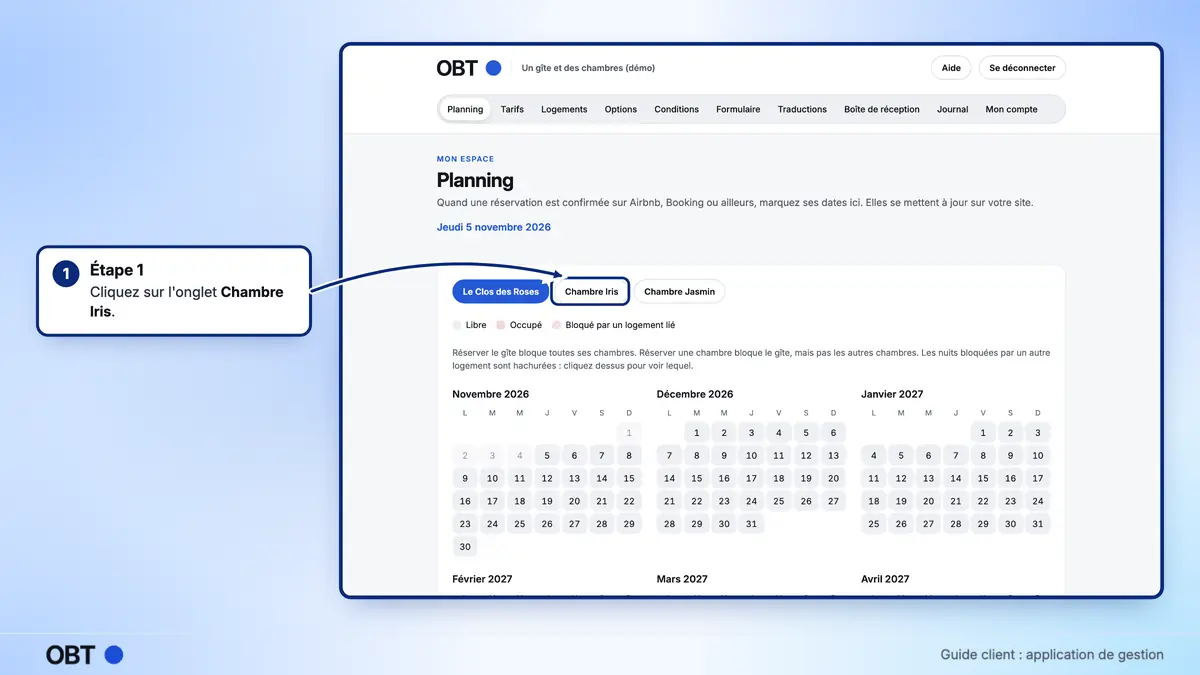 OBT
Un gîte et des chambres (démo)
Aide
Se déconnecter
Planning Tarifs Logements Options Conditions Formulaire Traductions Boîte de réception Journal Mon compte
MON ESPACE
Planning
Quand une réservation est confirmée sur Airbnb, Booking ou ailleurs, marquez ses dates ici. Elles se mettent à jour sur votre site.
Jeudi 5 novembre 2026
1 Étape 1
Cliquez sur l'onglet Chambre
Iris.
Le Clos des Roses Chambre Iris Chambre Jasmin
Libre Occupé Bloqué par un logement lié
Réserver le gîte bloque toutes ses chambres. Réserver une chambre bloque le gîte, mais pas les autres chambres. Les nuits bloquées par un autre
logement sont hachurées : cliquez dessus pour voir lequel.
Novembre 2026
L M M J V S D
1
2 3 4 5 6 7 8
9 10 11 12 13 14 15
16 17 18 19 20 21 22
23 24 25 26 27 28 29
30
Décembre 2026
L M M J V S D
1 2 3 4 5 6
7 8 9 10 11 12 13
14 15 16 17 18 19 20
21 22 23 24 25 26 27
28 29 30 31
Janvier 2027
L M M J V S D
1 2 3
4 5 6 7 8 9 10
11 12 13 14 15 16 17
18 19 20 21 22 23 24
25 26 27 28 29 30 31
Février 2027
Mars 2027
Avril 2027
OBT
Guide client : application de gestion